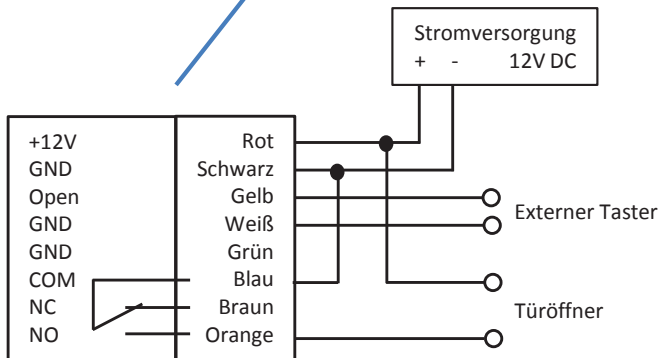 Stromversorgung
+ - 12V DC
+12V Rot
GND Schwarz
Open Gelb
GND Weiß
GND Grün
COM Blau
NC Braun
NO Orange
Externer Taster
Türöffner